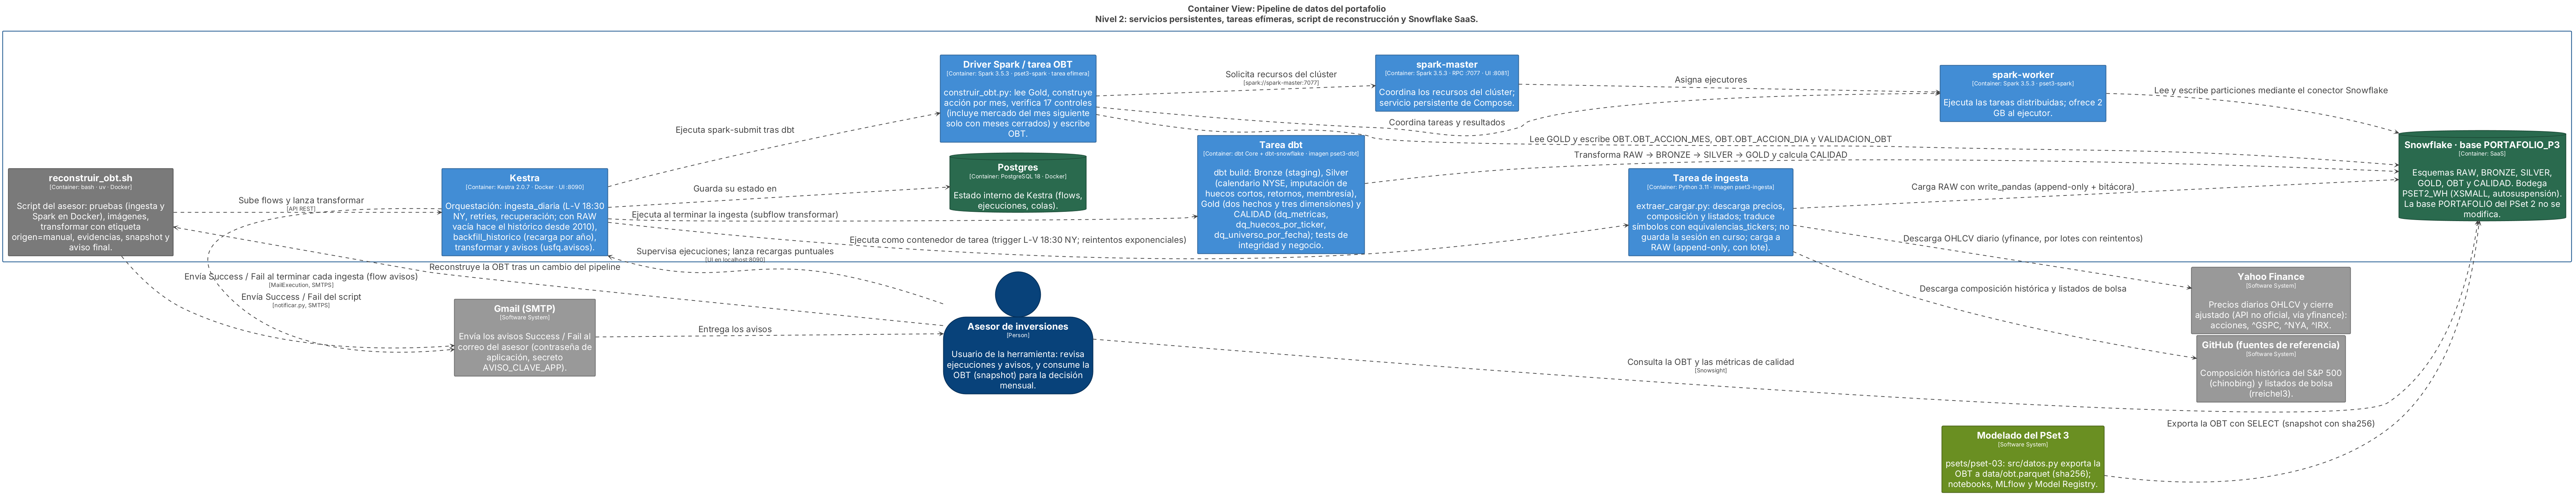 Container View: Pipeline de datos del portafolio
Nivel 2: servicios persistentes, tareas efímeras, script de reconstrucción y Snowflake SaaS.
reconstruir_obt.sh
[Container: bash · uv · Docker]
Script del asesor: pruebas (ingesta y
Spark en Docker), imágenes,
transformar con etiqueta
origen=manual, evidencias, snapshot y
aviso final.
Sube flows y lanza transformar
[API REST]
Kestra
[Container: Kestra 2.0.7 · Docker · UI :8090]
Orquestación: ingesta_diaria (L-V 18:30
NY, retries, recuperación; con RAW
vacía hace el histórico desde 2010),
backfill_historico (recarga por año),
transformar y avisos (usfq.avisos).
Ejecuta spark-submit tras dbt
Guarda su estado en
Ejecuta al terminar la ingesta (subflow transformar)
Ejecuta como contenedor de tarea (trigger L-V 18:30 NY; reintentos exponenciales)
Supervisa ejecuciones; lanza recargas puntuales
[UI en localhost:8090]
Driver Spark / tarea OBT
[Container: Spark 3.5.3 · pset3-spark · tarea efímera]
construir_obt.py: lee Gold, construye
acción por mes, verifica 17 controles
(incluye mercado del mes siguiente
solo con meses cerrados) y escribe
OBT.
Postgres
[Container: PostgreSQL 18 · Docker]
Estado interno de Kestra (flows,
ejecuciones, colas).
Solicita recursos del clúster
[spark://spark-master:7077]
Coordina tareas y resultados
Lee GOLD y escribe OBT.OBT_ACCION_MES, OBT.OBT_ACCION_DIA y VALIDACION_OBT
Tarea dbt
[Container: dbt Core + dbt-snowflake · imagen pset3-dbt]
dbt build: Bronze (staging), Silver
(calendario NYSE, imputación de
huecos cortos, retornos, membresía),
Gold (dos hechos y tres dimensiones) y
CALIDAD (dq_metricas,
dq_huecos_por_ticker,
dq_universo_por_fecha); tests de
integridad y negocio.
spark-master
[Container: Spark 3.5.3 · RPC :7077 · UI :8081]
Coordina los recursos del clúster;
servicio persistente de Compose.
Asigna ejecutores
Transforma RAW → BRONZE → SILVER → GOLD y calcula CALIDAD
Tarea de ingesta
[Container: Python 3.11 · imagen pset3-ingesta]
extraer_cargar.py: descarga precios,
composición y listados; traduce
símbolos con equivalencias_tickers; no
guarda la sesión en curso; carga a
RAW (append-only, con lote).
spark-worker
[Container: Spark 3.5.3 · pset3-spark]
Ejecuta las tareas distribuidas; ofrece 2
GB al ejecutor.
Lee y escribe particiones mediante el conector Snowflake
Carga RAW con write_pandas (append-only + bitácora)
Descarga OHLCV diario (yfinance, por lotes con reintentos)
Descarga composición histórica y listados de bolsa
Snowflake · base PORTAFOLIO_P3
[Container: SaaS]
Esquemas RAW, BRONZE, SILVER,
GOLD, OBT y CALIDAD. Bodega
PSET2_WH (XSMALL, autosuspensión).
La base PORTAFOLIO del PSet 2 no se
modifica.
Reconstruye la OBT tras un cambio del pipeline
Envía Success / Fail al terminar cada ingesta (flow avisos)
[MailExecution, SMTPS]
Envía Success / Fail del script
[notificar.py, SMTPS]
Gmail (SMTP)
[Software System]
Envía los avisos Success / Fail al
correo del asesor (contraseña de
aplicación, secreto
AVISO_CLAVE_APP).
Entrega los avisos
Asesor de inversiones
[Person]
Usuario de la herramienta: revisa
ejecuciones y avisos, y consume la
OBT (snapshot) para la decisión
mensual.
Consulta la OBT y las métricas de calidad
[Snowsight]
Yahoo Finance
[Software System]
Precios diarios OHLCV y cierre
ajustado (API no oficial, vía yfinance):
acciones, ^GSPC, ^NYA, ^IRX.
GitHub (fuentes de referencia)
[Software System]
Composición histórica del S&P 500
(chinobing) y listados de bolsa
(rreichel3).
Exporta la OBT con SELECT (snapshot con sha256)
Modelado del PSet 3
[Software System]
psets/pset-03: src/datos.py exporta la
OBT a data/obt.parquet (sha256);
notebooks, MLflow y Model Registry.